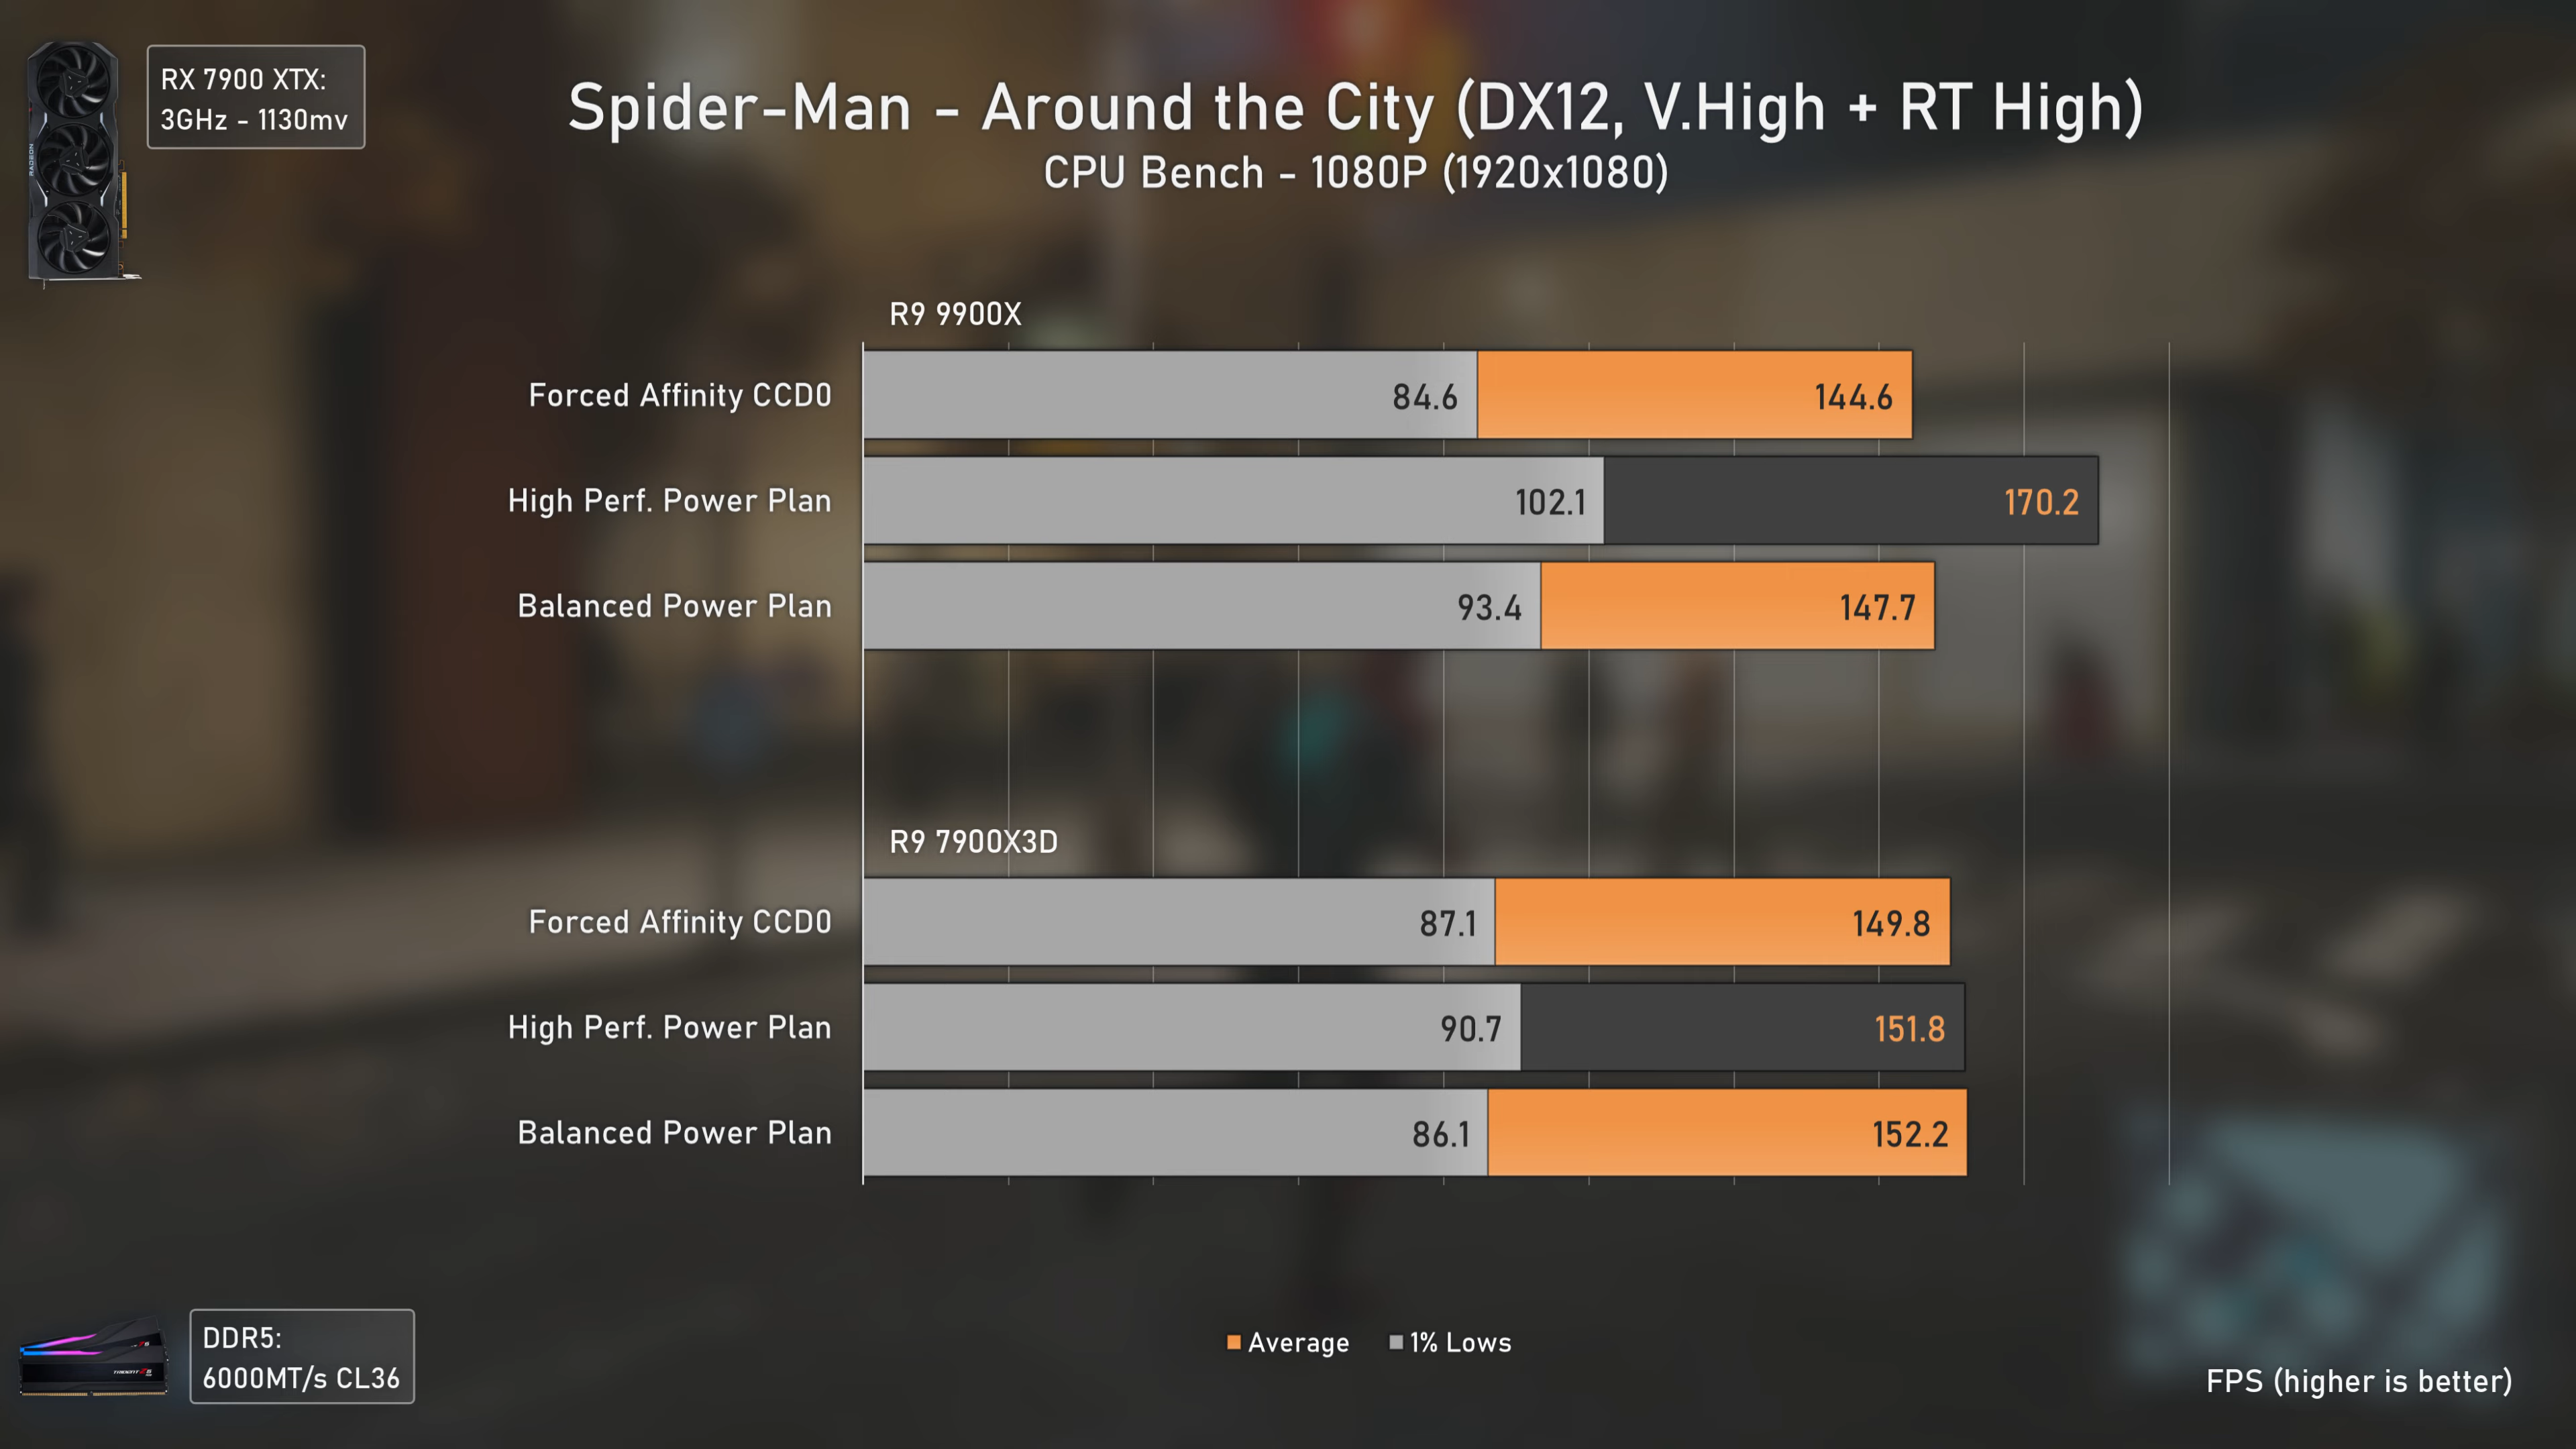 RX 7900 XTX:
3GHz - 1130mv
RADEON
Spider-Man - Around the City (DX12, V.High + RT High)
CPU Bench - 1080P (1920x1080)
R9 9900X
Forced Affinity CCD0
84.6
144.6
High Perf. Power Plan
102.1
170.2
Balanced Power Plan
93.4
147.7
R9 7900X3D
Forced Affinity CCD0
87.1
149.8
High Perf. Power Plan
90.7
151.8
Balanced Power Plan
86.1
152.2
DDR5:
6000MT/s CL36
Average
1% Lows
FPS (higher is better)